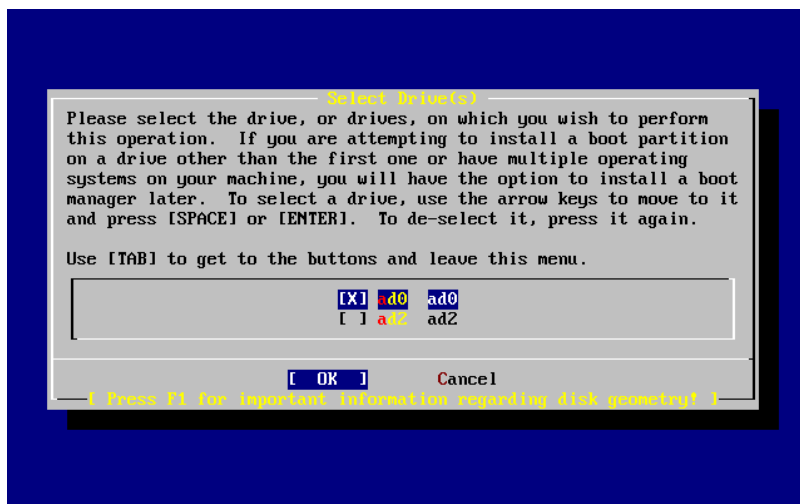 Select Drive(s)
Please select the drive, or drives, on which you wish to perform
this operation.  If you are attempting to install a boot partition
on a drive other than the first one or have multiple operating
systems on your machine, you will have the option to install a boot
manager later.  To select a drive, use the arrow keys to move to it
and press [SPACE] or [ENTER].  To de-select it, press it again.
Use [TAB] to get to the buttons and leave this menu.
[X] ad0  ad0
[ ] ad2  ad2
[  OK  ]  Cancel
[ Press F1 for important information regarding disk geometry! ]